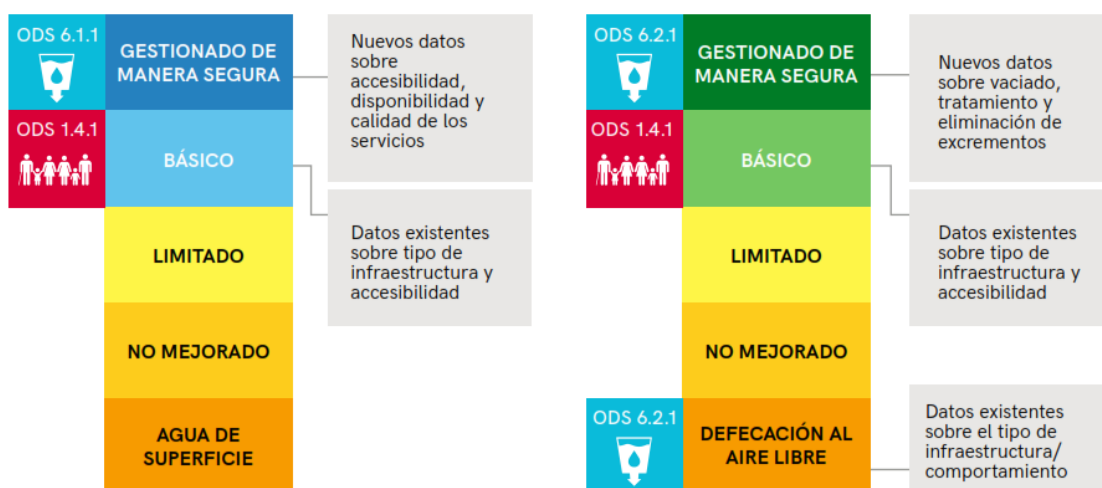 ODS 6.1.1
GESTIONADO DE
MANERA SEGURA
Nuevos datos
sobre
accesibilidad,
disponibilidad y
calidad de los
servicios
ODS 1.4.1
BÁSICO
Datos existentes
sobre tipo de
infraestructura y
accesibilidad
LIMITADO
NO MEJORADO
AGUA DE
SUPERFICIE
ODS 6.2.1
GESTIONADO DE
MANERA SEGURA
Nuevos datos
sobre vaciado,
tratamiento y
eliminación de
excrementos
ODS 1.4.1
BÁSICO
Datos existentes
sobre tipo de
infraestructura y
accesibilidad
LIMITADO
NO MEJORADO
ODS 6.2.1
DEFECACIÓN AL
AIRE LIBRE
Datos existentes
sobre el tipo de
infraestructura/
comportamiento